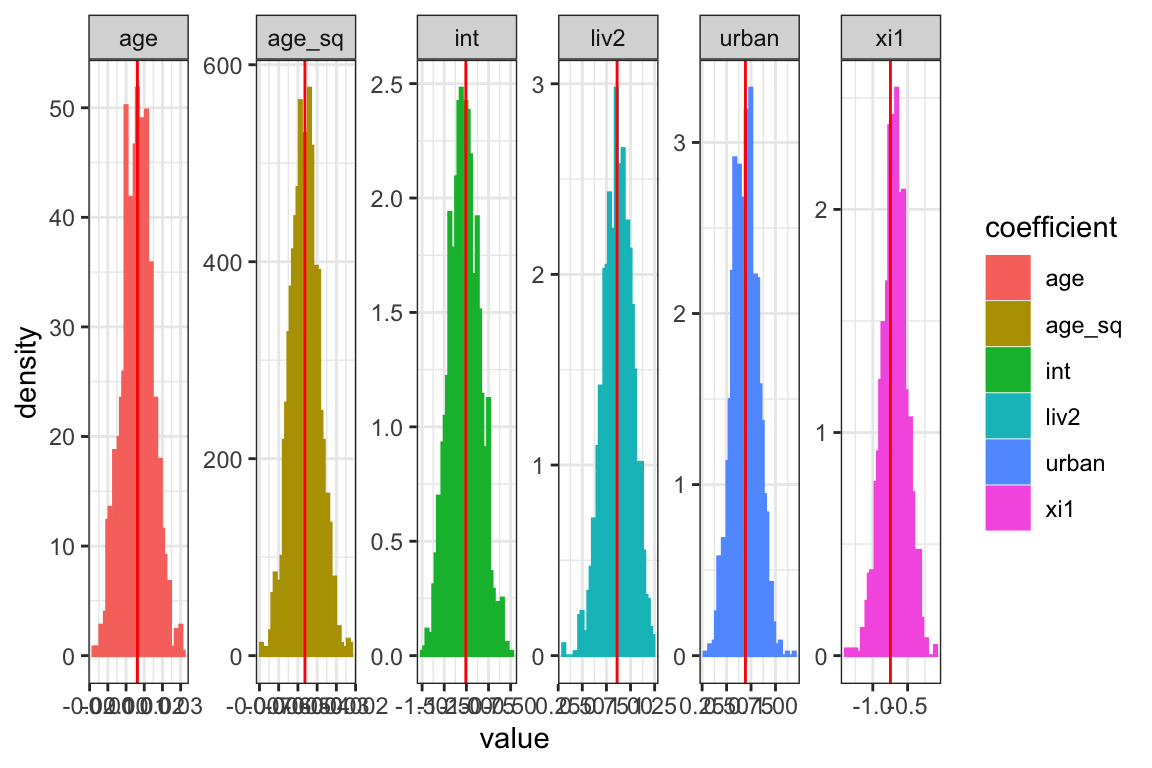 age
age_sq
int
liv2
urban
xi1
density
50
40
30
20
10
0
600
400
200
0
2.5
2.0
1.5
1.0
0.5
0.0
3
2
1
0
3
2
1
0
2
1
0
-1.0 -0.5
value
coefficient
age
age_sq
int
liv2
urban
xi1